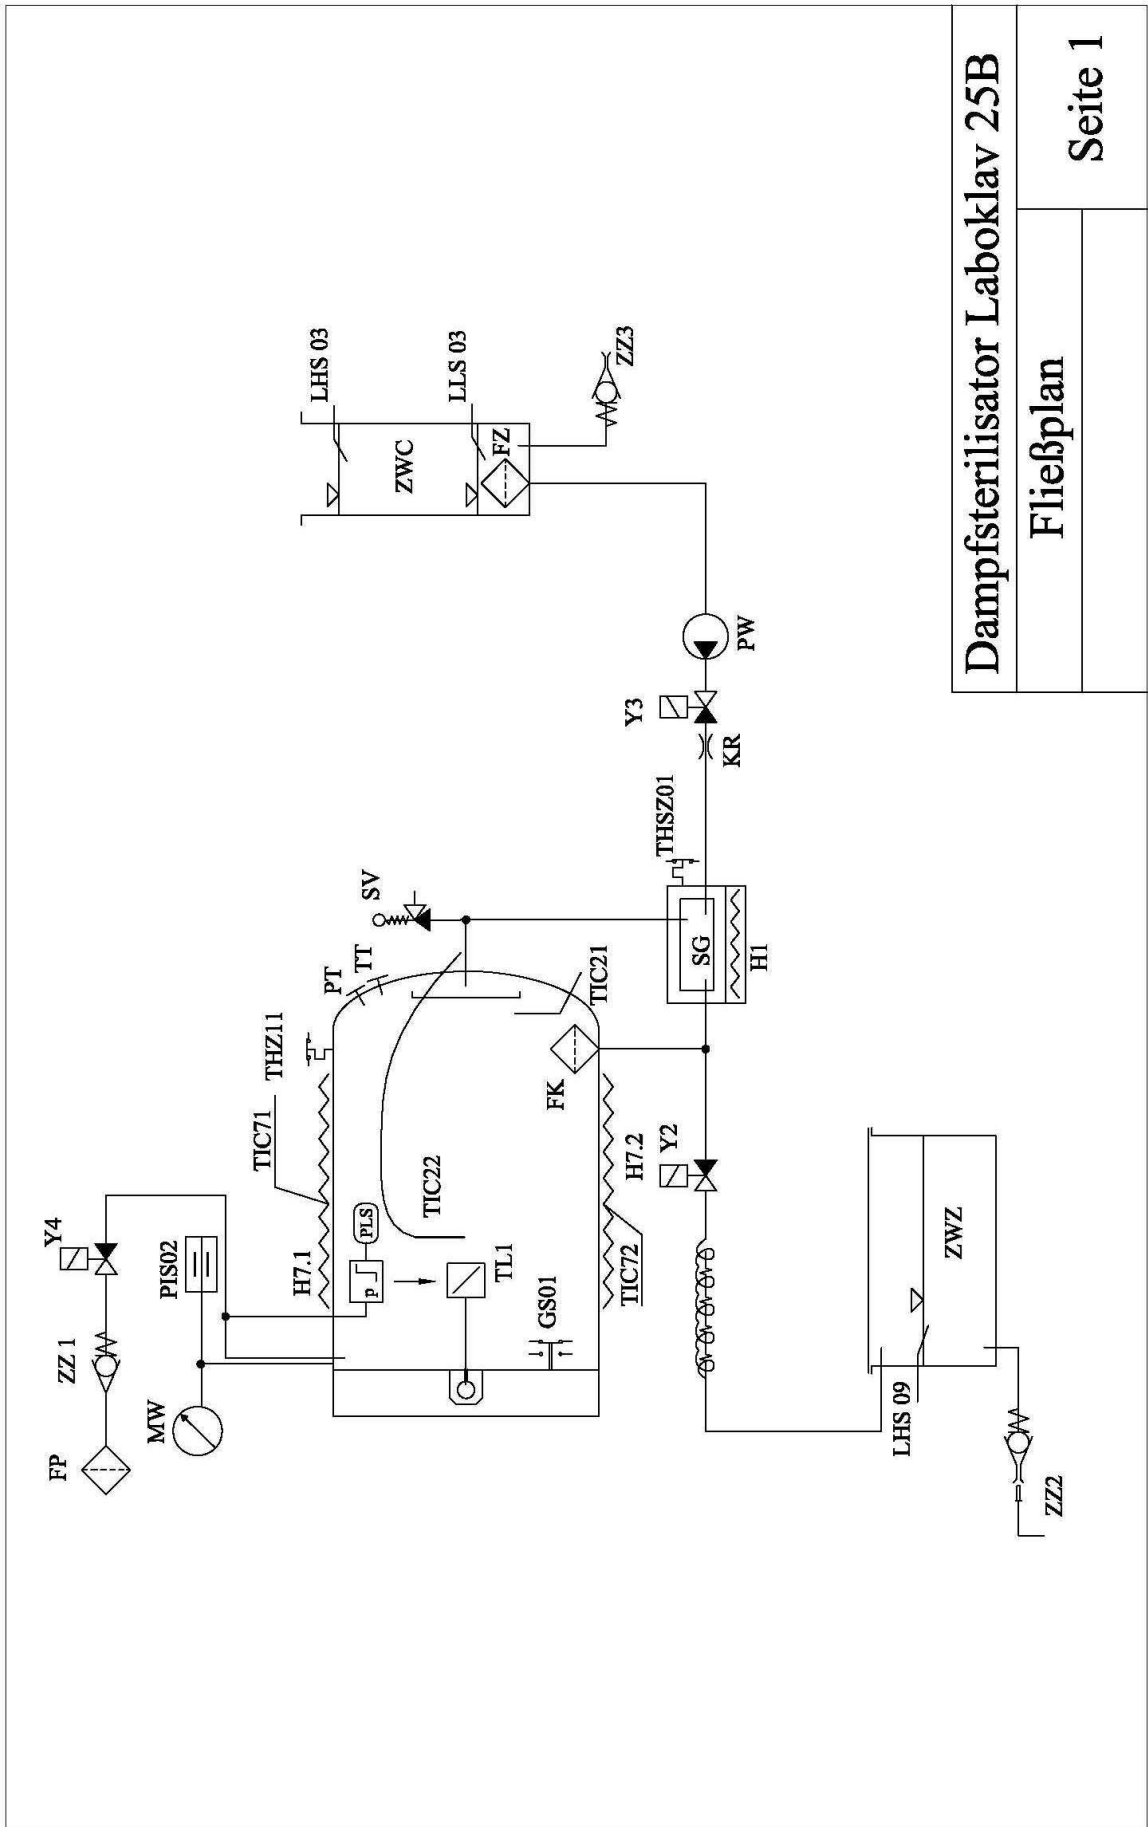 FP
ZZ 1
Y4
MW
PIS02
H7.1
TIC71
THZ11
PT
TT
SV
p
PLS
TIC22
TL1
GS01
TIC21
FK
TIC72
H7.2
Y2
SG
H1
THSZ01
KR
Y3
PW
LHS 03
ZWC
LLS 03
FZ
ZZ3
LHS 09
ZWZ
ZZ2
Dampfsterilisator Laboklav 25B
Fließplan
Seite 1